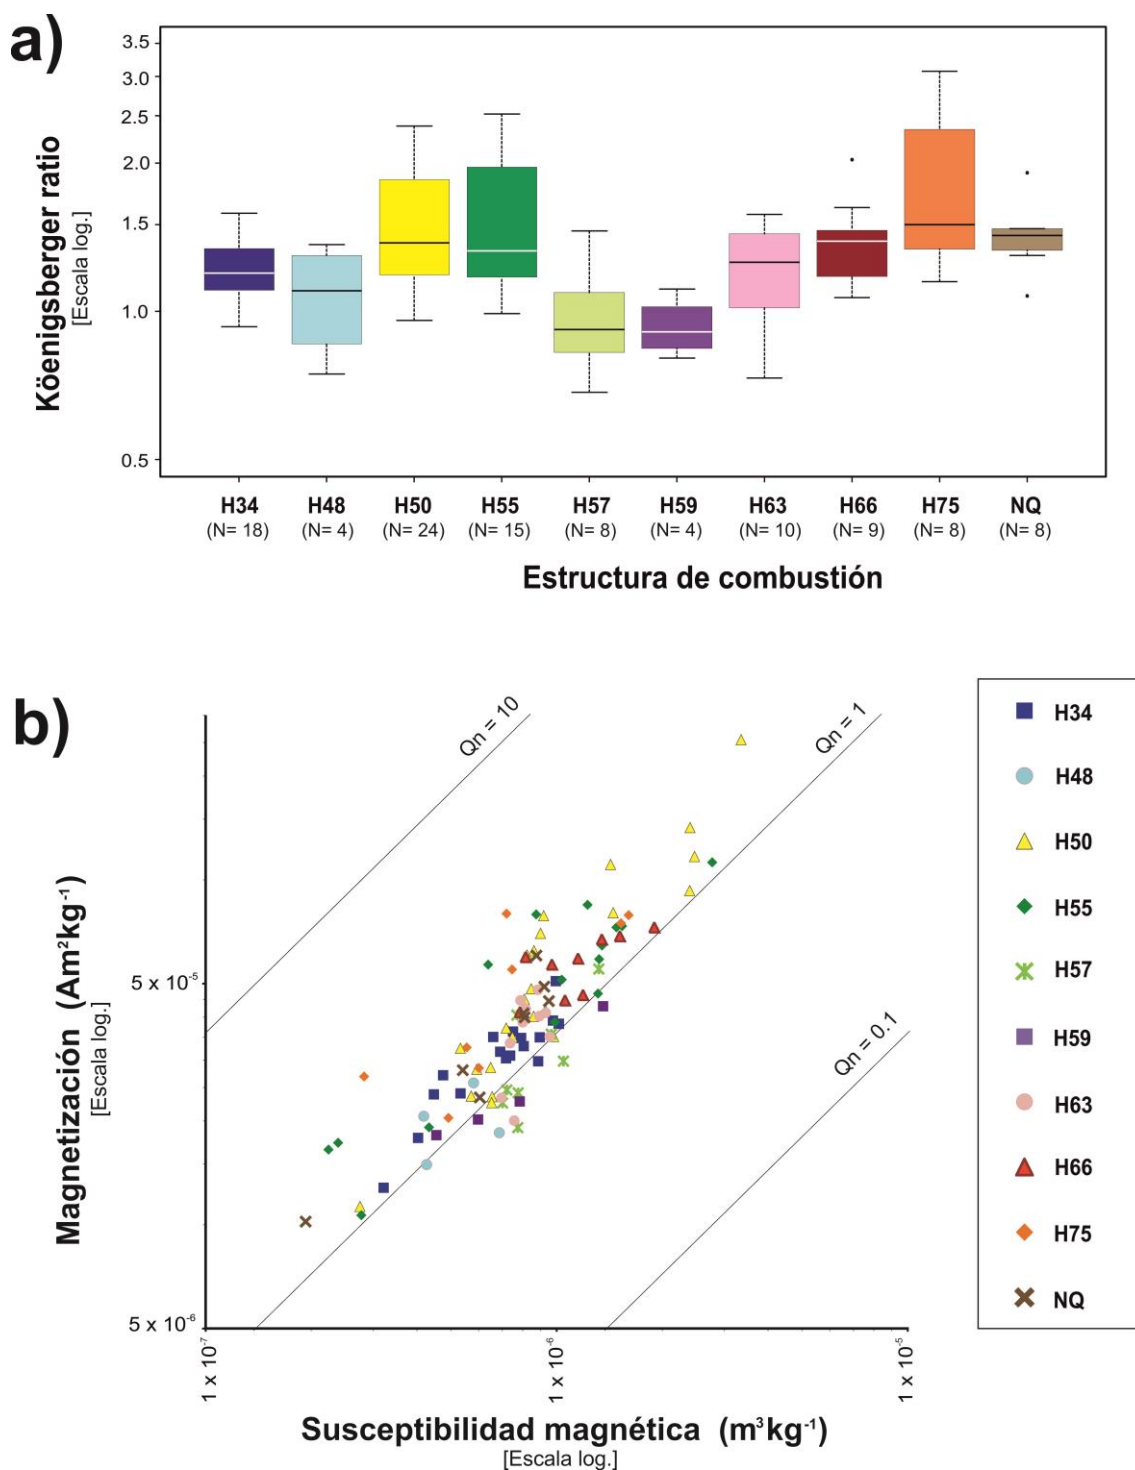 a)
Köenigsberger ratio
[Escala log.]
3.5
3.0
2.5
2.0
1.5
1.0
0.5
H34 H48 H50 H55 H57 H59 H63 H66 H75 NQ
(N= 18) (N= 4) (N= 24) (N= 15) (N= 8) (N= 4) (N= 10) (N= 9) (N= 8) (N= 8)
Estructura de combustión
b)
Magnetización (Am²kg⁻¹)
[Escala log.]
5 x 10⁻⁵
5 x 10⁻⁶
Qn = 10
Qn = 1
Qn = 0.1
1 x 10⁻⁷
1 x 10⁻⁶
1 x 10⁻⁵
Susceptibilidad magnética (m³kg⁻¹)
[Escala log.]
H34
H48
H50
H55
H57
H59
H63
H66
H75
NQ